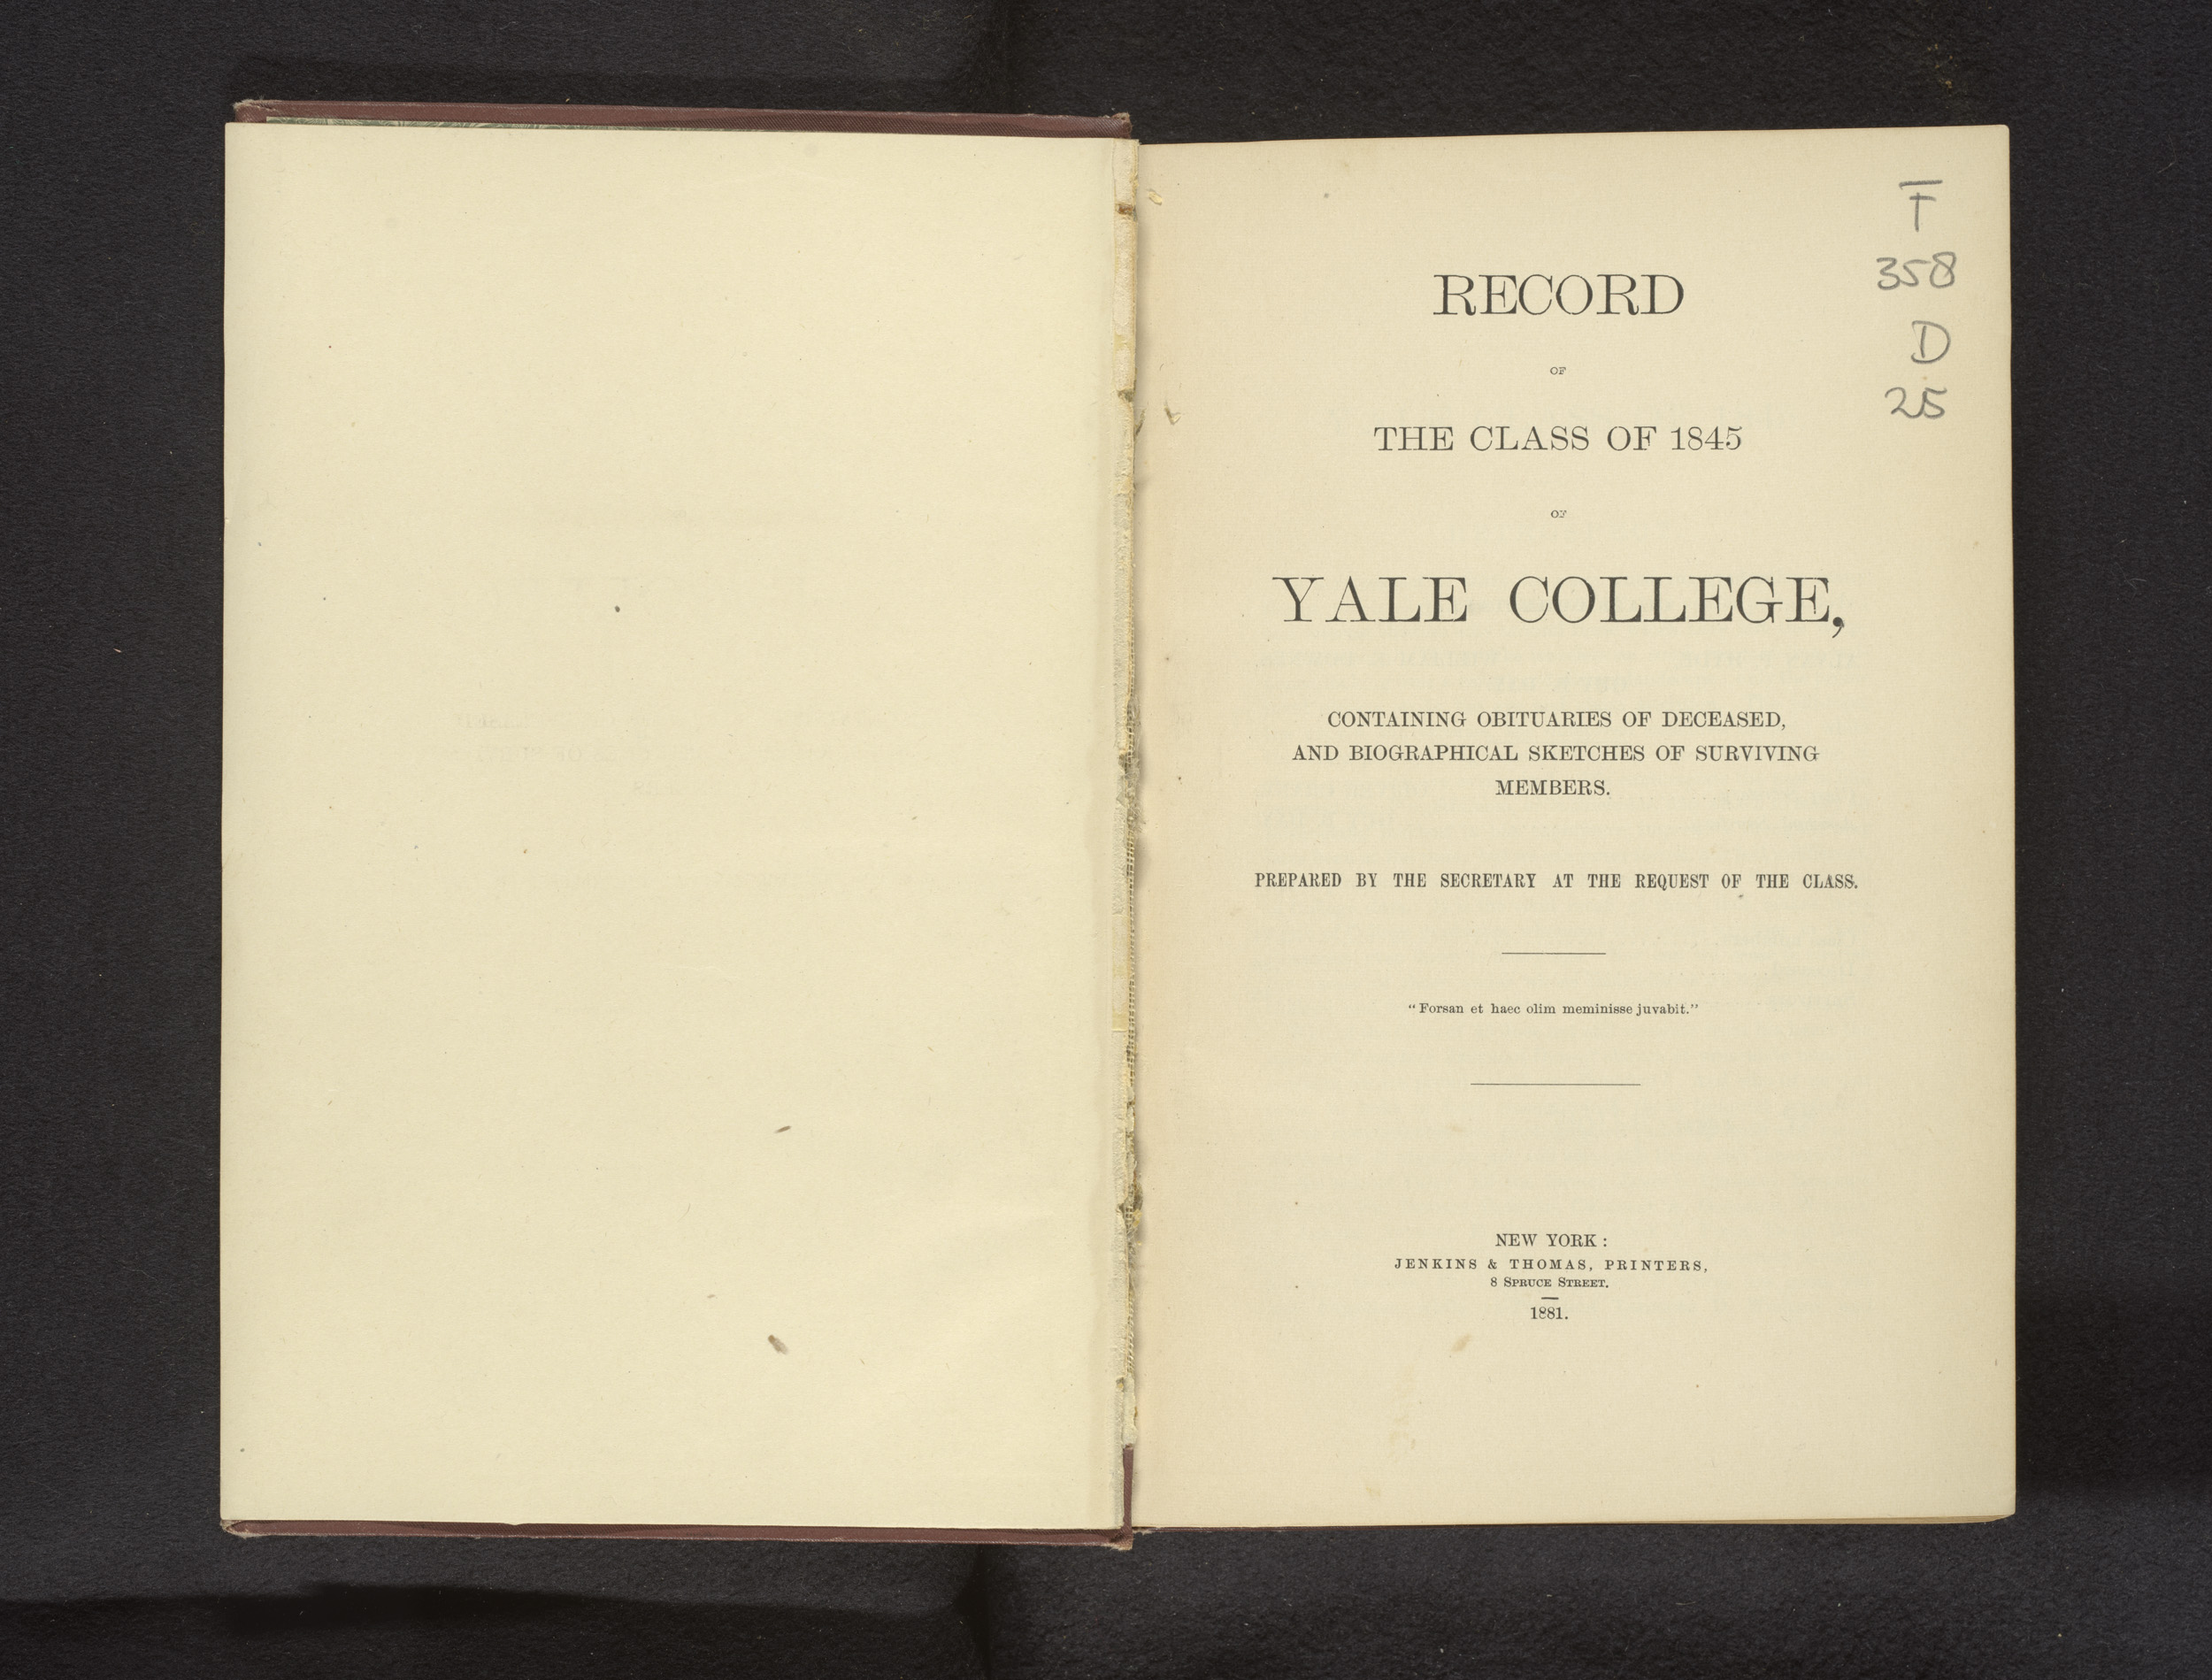 T
358
D
25
RECORD
OF
THE CLASS OF 1845
OF
YALE COLLEGE,
CONTAINING OBITUARIES OF DECEASED,
AND BIOGRAPHICAL SKETCHES OF SURVIVING
MEMBERS.
PREPARED BY THE SECRETARY AT THE REQUEST OF THE CLASS.
"Forsan et haec olim meminisse juvabit."
NEW YORK:
JENKINS & THOMAS, PRINTERS,
8 SPRUCE STREET.
1881.